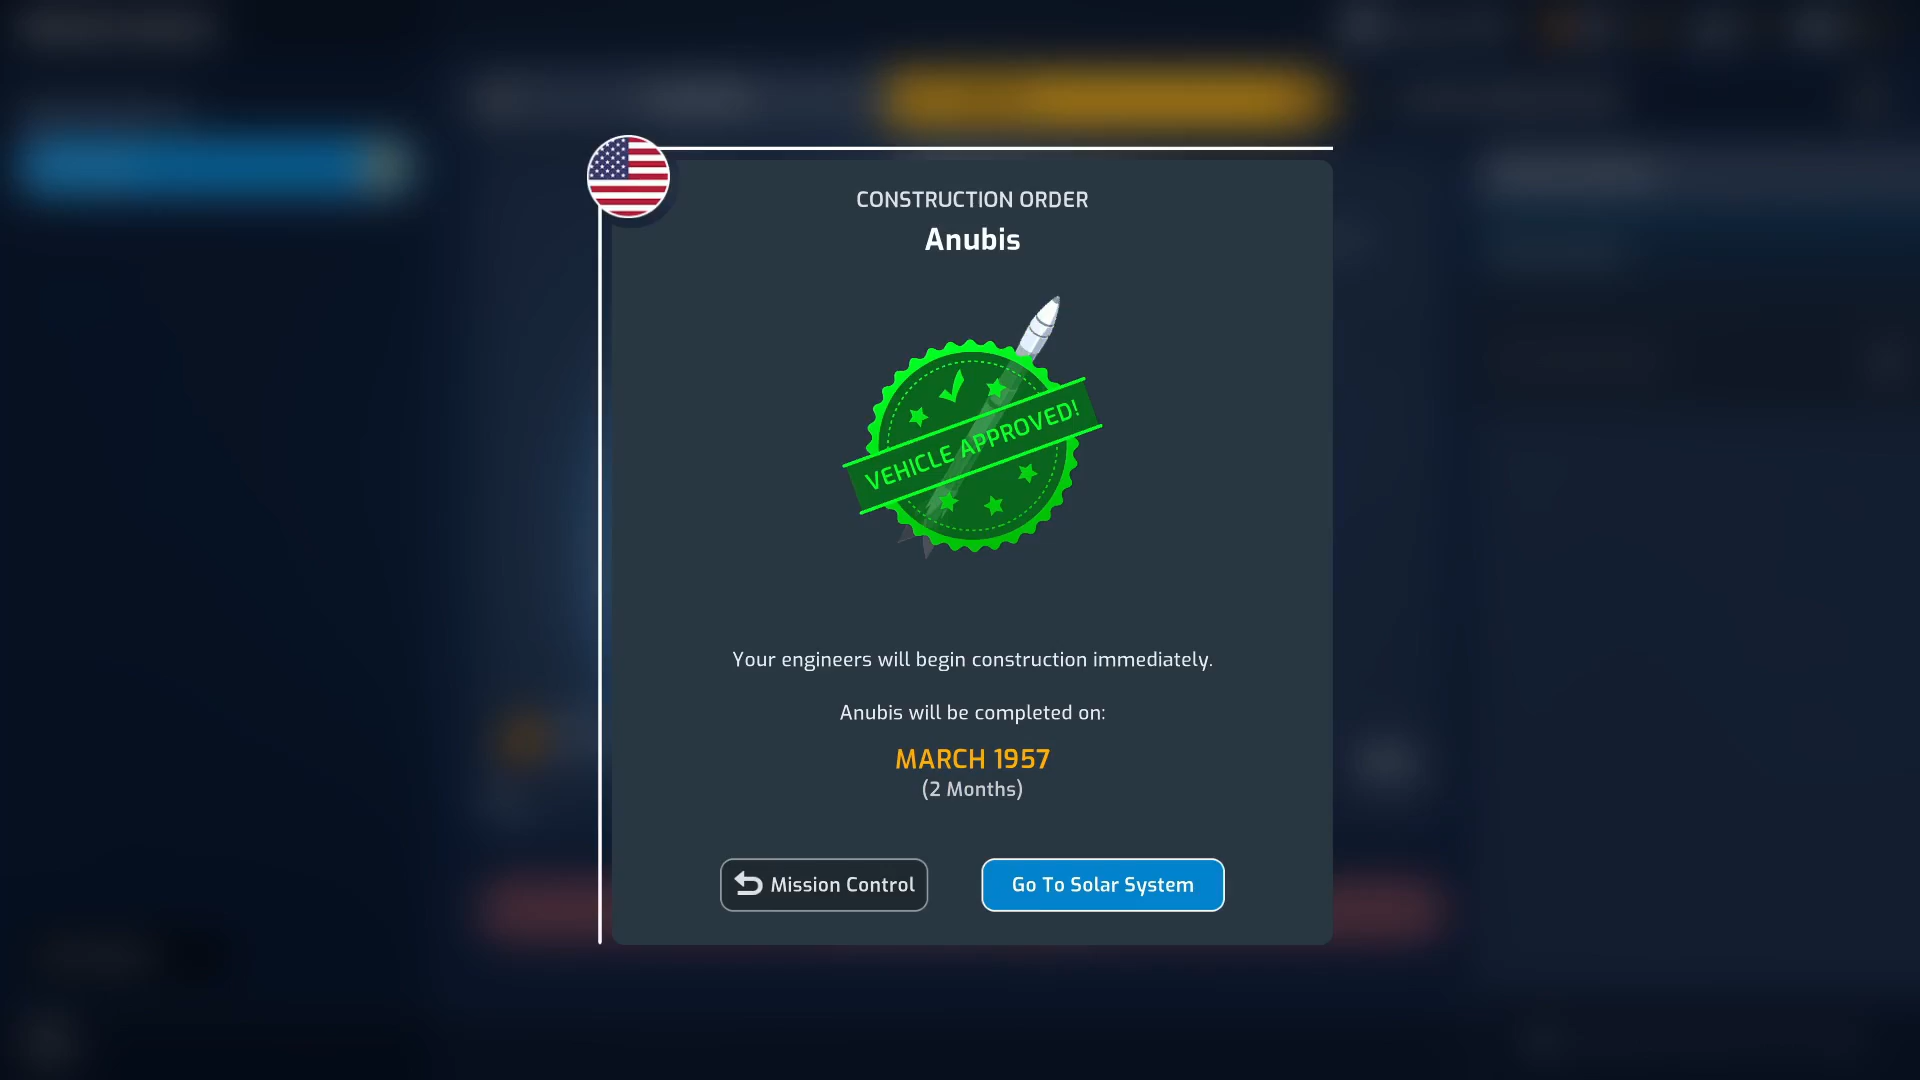 CONSTRUCTION ORDER
Anubis
VEHICLE APPROVED!
Your engineers will begin construction immediately.
Anubis will be completed on:
MARCH 1957
(2 Months)
Mission Control
Go To Solar System